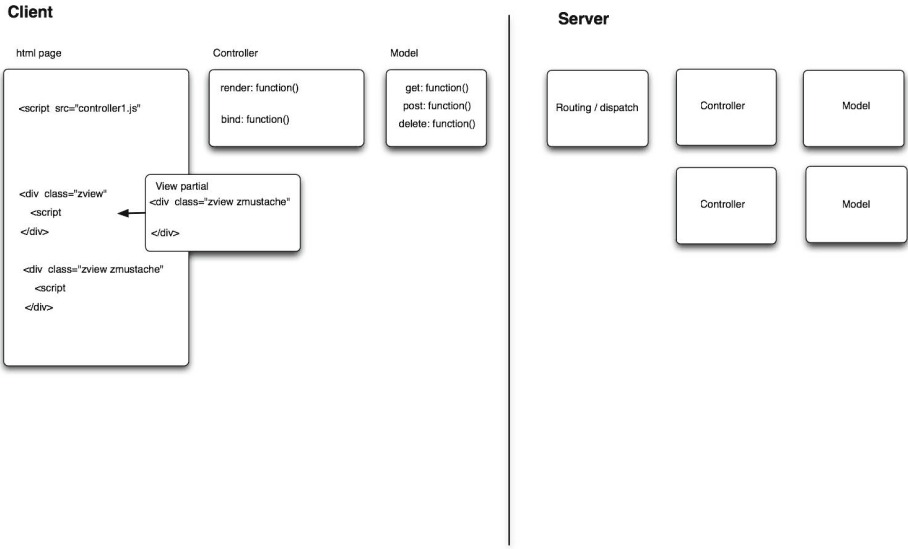 Client
html page
<script src="controller1.js"
<div class="zview"
<script
</div>
<div class="zview zmustache"
<script
</div>
View partial
<div class="zview zmustache"
</div>
Controller
render: function()
bind: function()
Model
get: function()
post: function()
delete: function()
Server
Routing / dispatch
Controller
Model
Controller
Model